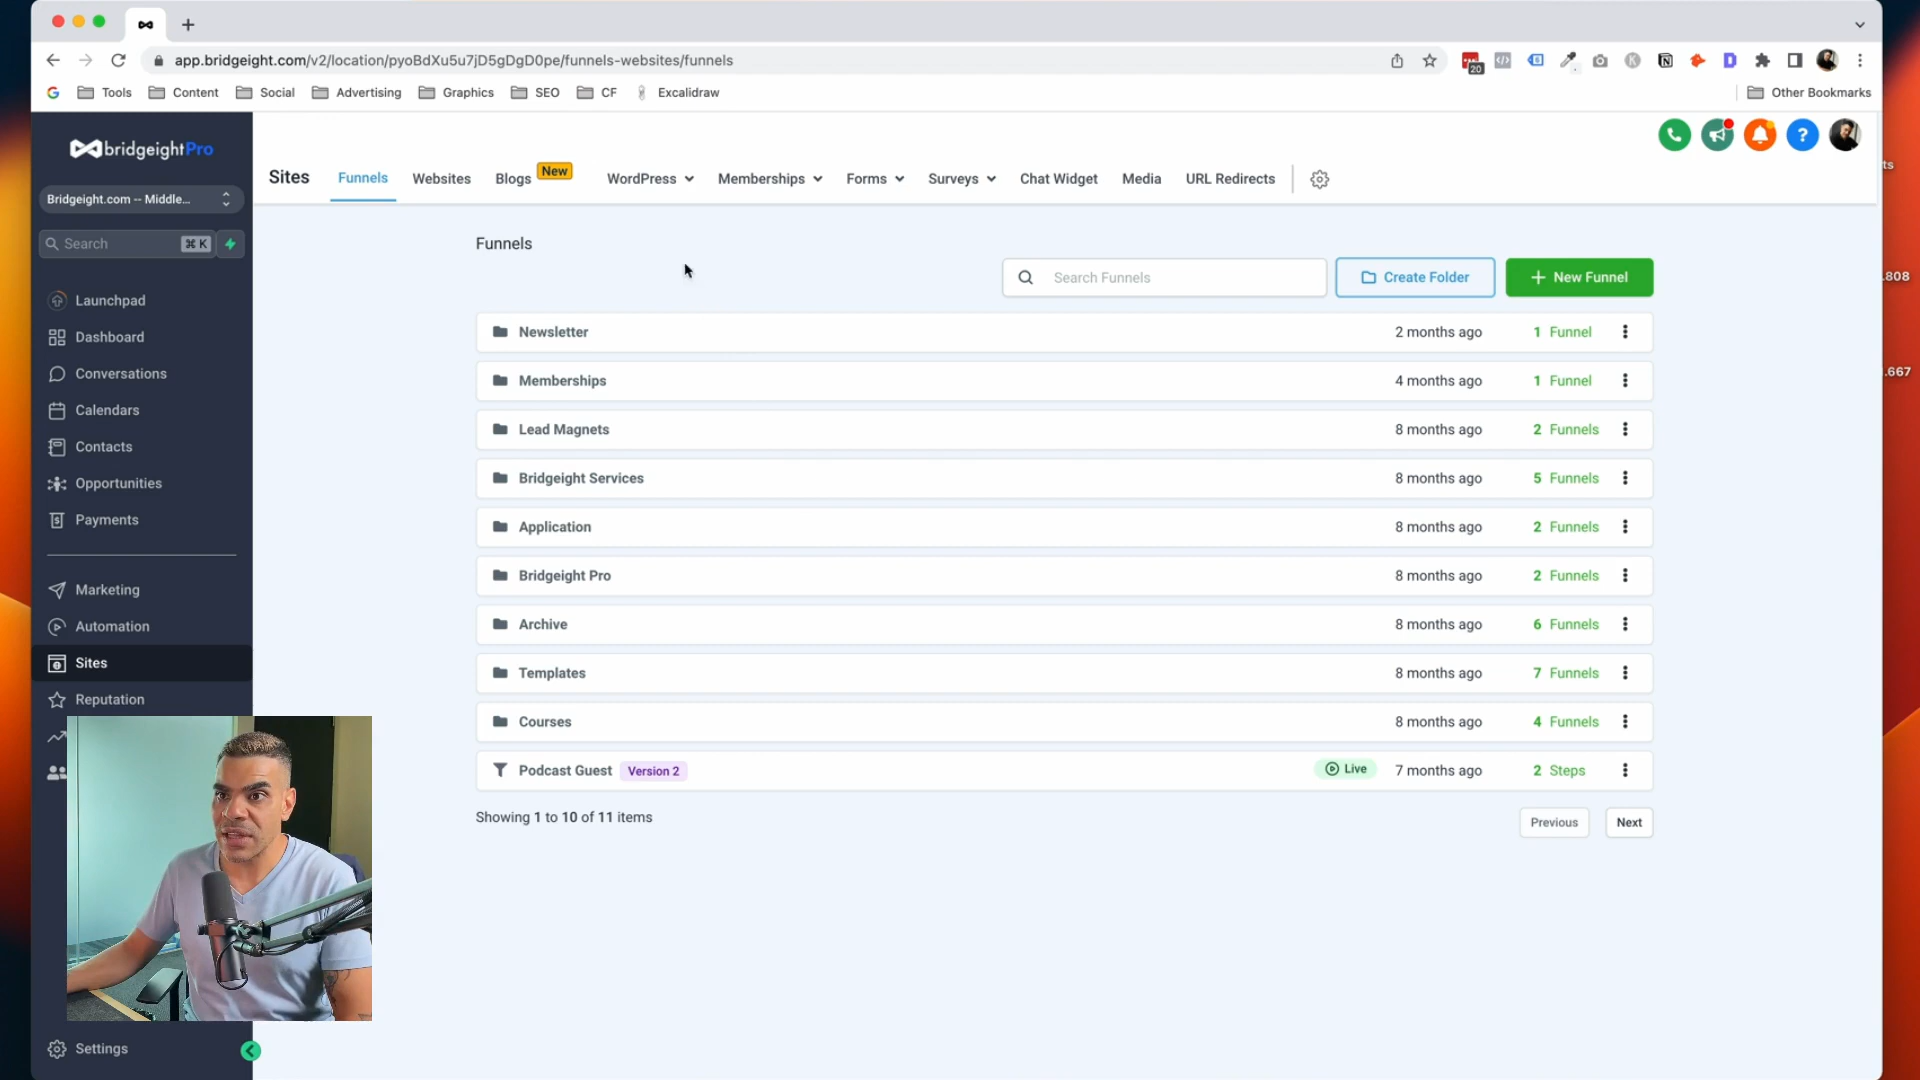 app.bridgeight.com/v2/location/pyoBdXu5u7jD5gDgD0pe/funnels-websites/funnels
20
Tools
Content
Social
Advertising
Graphics
SEO
CF
Excalidraw
Other Bookmarks
bridgeightPro
Bridgeight.com -- Middle...
Search ⌘ K
Launchpad
Dashboard
Conversations
Calendars
Contacts
Opportunities
Payments
Marketing
Automation
Sites
Reputation
Settings
Sites
Funnels
Websites
Blogs
New
WordPress
Memberships
Forms
Surveys
Chat Widget
Media
URL Redirects
Funnels
Search Funnels
Create Folder
+ New Funnel
Newsletter 2 months ago 1 Funnel
Memberships 4 months ago 1 Funnel
Lead Magnets 8 months ago 2 Funnels
Bridgeight Services 8 months ago 5 Funnels
Application 8 months ago 2 Funnels
Bridgeight Pro 8 months ago 2 Funnels
Archive 8 months ago 6 Funnels
Templates 8 months ago 7 Funnels
Courses 8 months ago 4 Funnels
Podcast Guest Version 2 Live 7 months ago 2 Steps
Showing 1 to 10 of 11 items
Previous
Next
ts
.808
.667